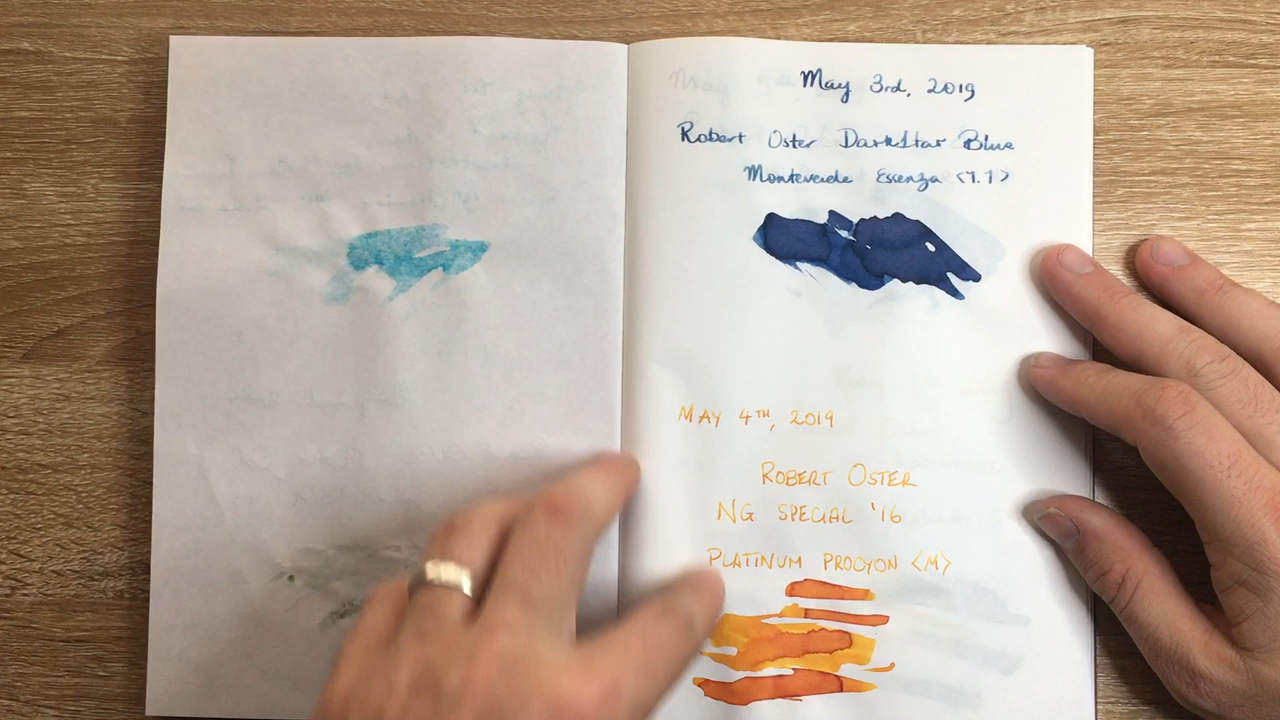 May 3rd, 2019
Robert Oster DarkStar Blue
Monteverde Essenza <1.1>
MAY 4TH, 2019
ROBERT OSTER
NG SPECIAL '16
PLATINUM PROCYON <M>